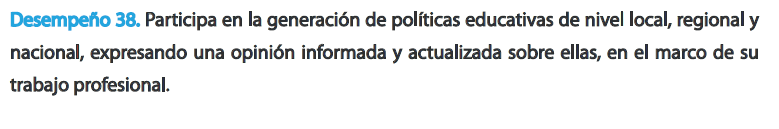 Desempeño 38. Participa en la generación de políticas educativas de nivel local, regional y
nacional, expresando una opinión informada y actualizada sobre ellas, en el marco de su
trabajo profesional.